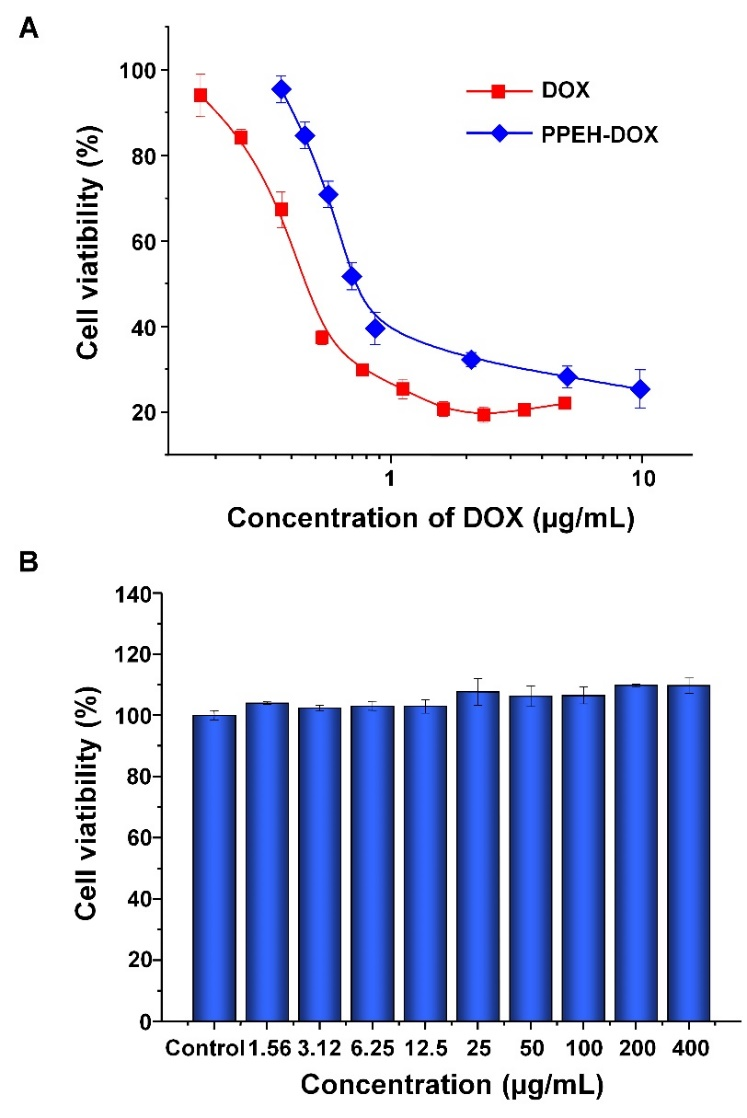 A
100
80
60
40
20
Cell viatibility (%)
DOX
PPEH-DOX
1
10
Concentration of DOX (µg/mL)
B
140
120
100
80
60
40
20
0
Cell viatibility (%)
Control 1.56 3.12 6.25 12.5 25 50 100 200 400
Concentration (µg/mL)